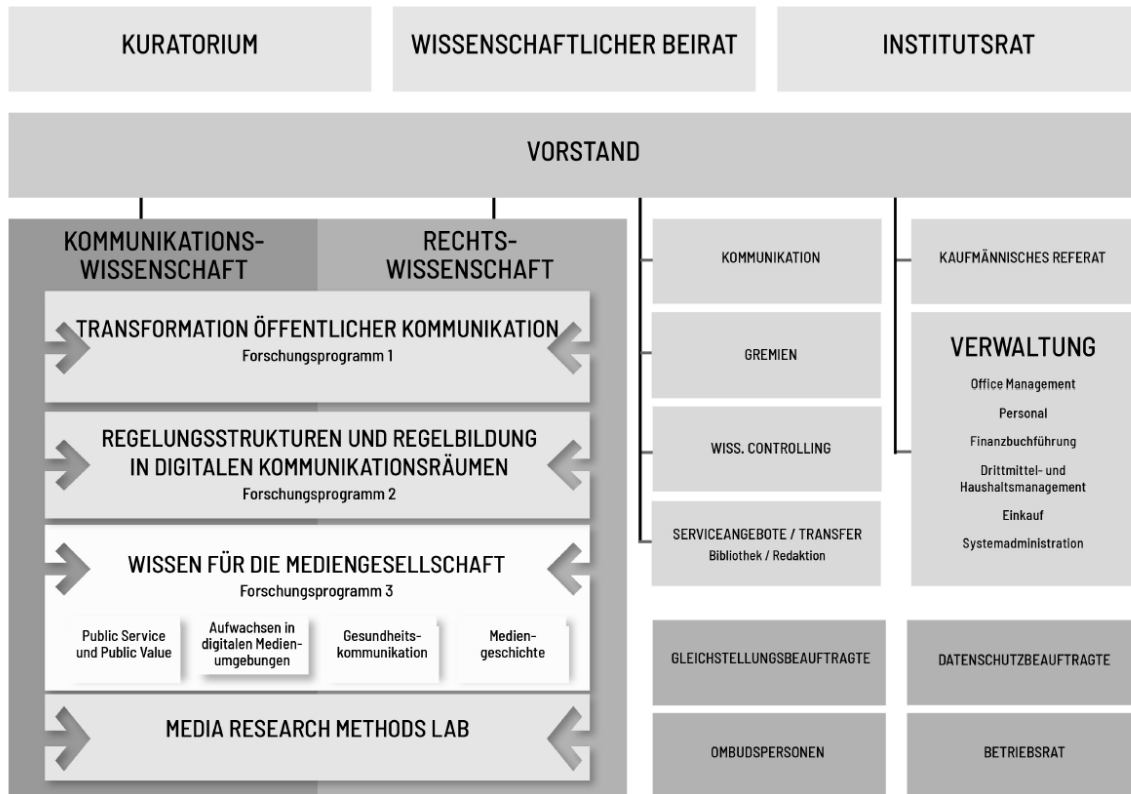 KURATORIUM
WISSENSCHAFTLICHER BEIRAT
INSTITUTSRAT
VORSTAND
KOMMUNIKATIONS-
WISSENSCHAFT
RECHTS-
WISSENSCHAFT
TRANSFORMATION ÖFFENTLICHER KOMMUNIKATION
Forschungsprogramm 1
REGELUNGSSTRUKTUREN UND REGELBILDUNG
IN DIGITALEN KOMMUNIKATIONSRÄUMEN
Forschungsprogramm 2
WISSEN FÜR DIE MEDIENGESELLSCHAFT
Forschungsprogramm 3
Public Service
und Public Value
Aufwachsen in
digitalen Medien-
umgebungen
Gesundheits-
kommunikation
Medien-
geschichte
MEDIA RESEARCH METHODS LAB
KOMMUNIKATION
GREMIEN
WISS. CONTROLLING
SERVICEANGEBOTE / TRANSFER
Bibliothek / Redaktion
KAUFMÄNNISCHES REFERAT
VERWALTUNG
Office Management
Personal
Finanzbuchführung
Drittmittel- und
Haushaltsmanagement
Einkauf
Systemadministration
GLEICHSTELLUNGSBEAUFTRAGTE
DATENSCHUTZBEAUFTRAGTE
OMBUDSPERSONEN
BETRIEBSRAT